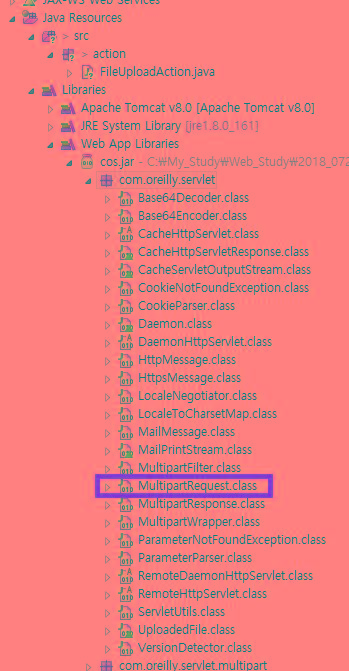 JAX-WS Web Services
Java Resources
> src
> action
FileUploadAction.java
Libraries
Apache Tomcat v8.0 [Apache Tomcat v8.0]
JRE System Library [jre1.8.0_161]
Web App Libraries
cos.jar - C:₩My_Study₩Web_Study₩2018_072
com.oreilly.servlet
Base64Decoder.class
Base64Encoder.class
CacheHttpServlet.class
CacheHttpServletResponse.class
CacheServletOutputStream.class
CookieNotFoundException.class
CookieParser.class
Daemon.class
DaemonHttpServlet.class
HttpMessage.class
HttpsMessage.class
LocaleNegotiator.class
LocaleToCharsetMap.class
MailMessage.class
MailPrintStream.class
MultipartFilter.class
MultipartRequest.class
MultipartResponse.class
MultipartWrapper.class
ParameterNotFoundException.class
ParameterParser.class
RemoteDaemonHttpServlet.class
RemoteHttpServlet.class
ServletUtils.class
UploadedFile.class
VersionDetector.class
com.oreilly.servlet.multipart